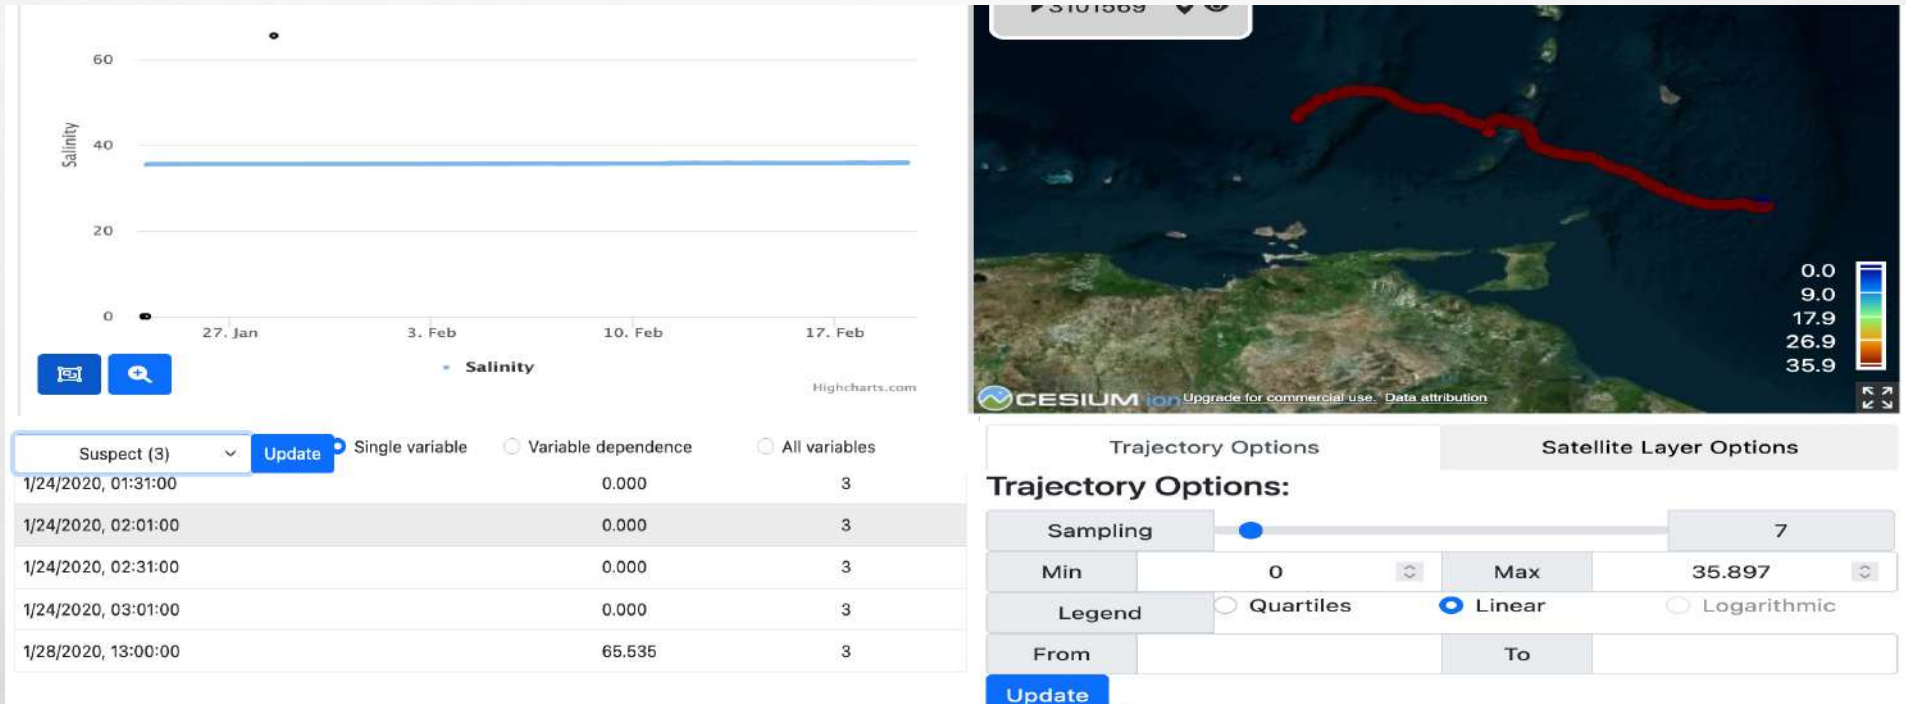 60
40
20
0
Salinity
27. Jan 3. Feb 10. Feb 17. Feb
Salinity
Highcharts.com
3101569
0.0
9.0
17.9
26.9
35.9
CESIUM ion Upgrade for commercial use. Data attribution
Suspect (3) Update Single variable Variable dependence All variables
1/24/2020, 01:31:00 0.000 3
1/24/2020, 02:01:00 0.000 3
1/24/2020, 02:31:00 0.000 3
1/24/2020, 03:01:00 0.000 3
1/28/2020, 13:00:00 65.535 3
Trajectory Options Satellite Layer Options
Trajectory Options:
Sampling 7
Min 0 Max 35.897
Legend Quartiles Linear Logarithmic
From To
Update